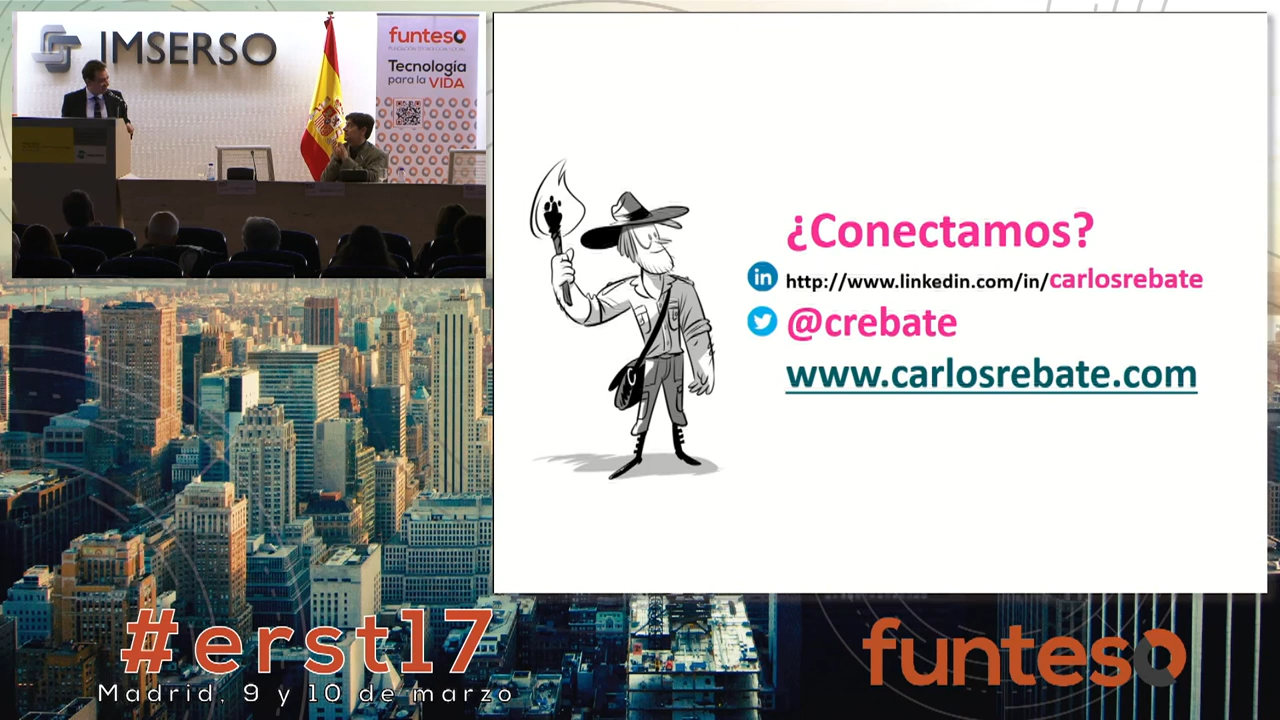 IMSERSO
funteso
Tecnología
para la VIDA
¿Conectamos?
http://www.linkedin.com/in/carlosrebate
@crebate
www.carlosrebate.com
#erst17
Madrid, 9 y 10 de marzo
funteso